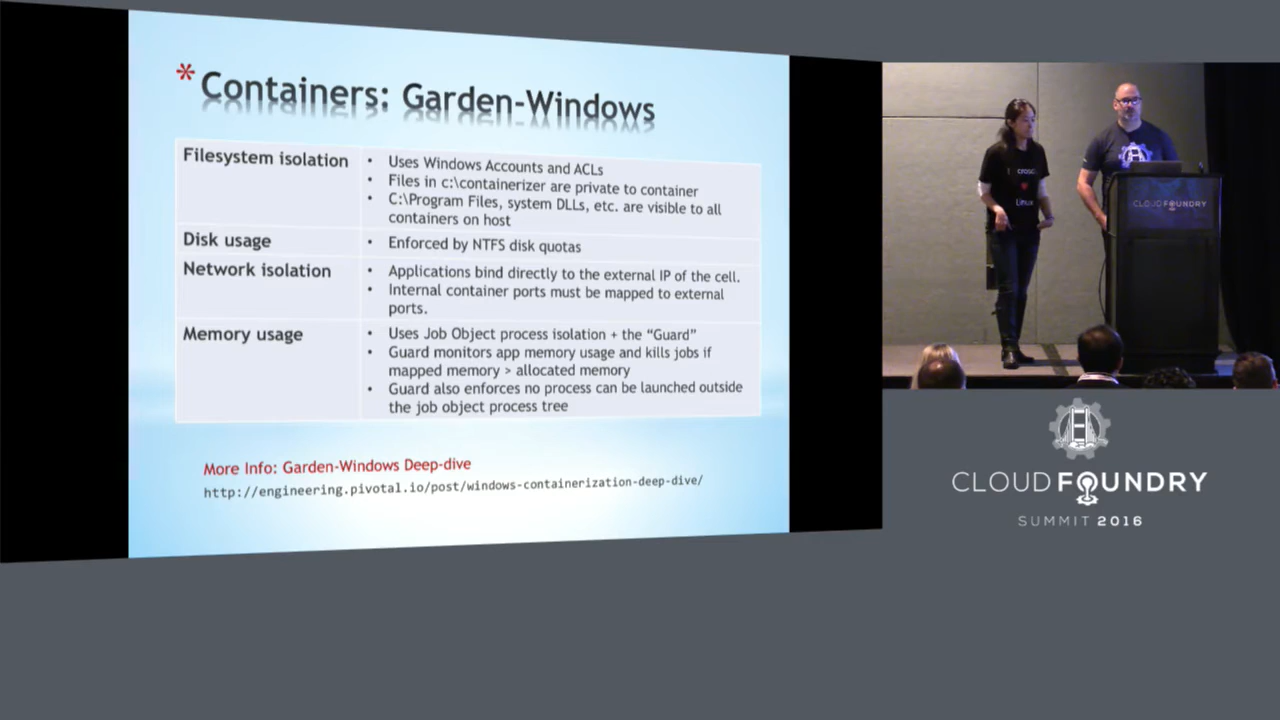 * Containers: Garden-Windows
Filesystem isolation
• Uses Windows Accounts and ACLs
• Files in c:\containerizer are private to container
• C:\Program Files, system DLLs, etc. are visible to all
containers on host
Disk usage
• Enforced by NTFS disk quotas
Network isolation
• Applications bind directly to the external IP of the cell.
• Internal container ports must be mapped to external
ports.
Memory usage
• Uses Job Object process isolation + the “Guard”
• Guard monitors app memory usage and kills jobs if
mapped memory > allocated memory
• Guard also enforces no process can be launched outside
the job object process tree
More Info: Garden-Windows Deep-dive
http://engineering.pivotal.io/post/windows-containerization-deep-dive/
Linux
CLOUD FOUNDRY
CLOUD FOUNDRY
SUMMIT 2016